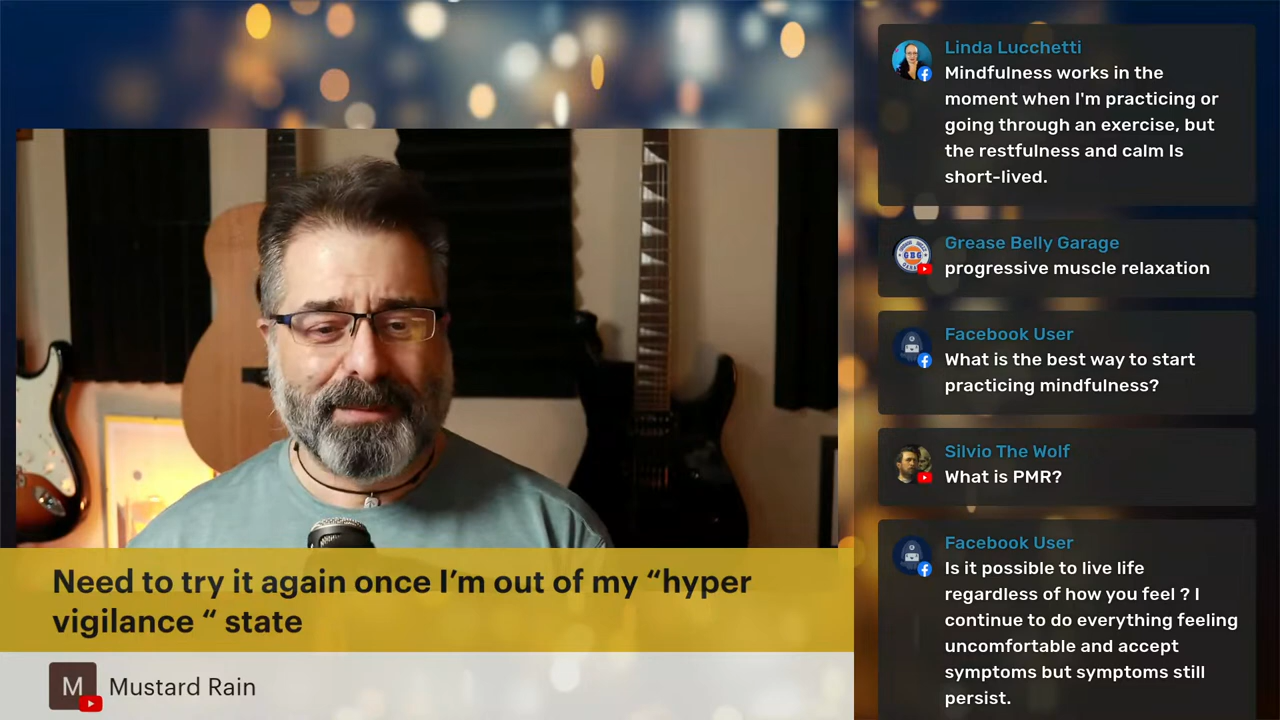 Need to try it again once I’m out of my “hyper
vigilance “ state
M
Mustard Rain
Linda Lucchetti
Mindfulness works in the
moment when I'm practicing or
going through an exercise, but
the restfulness and calm Is
short-lived.
Grease Belly Garage
GBG
progressive muscle relaxation
Facebook User
What is the best way to start
practicing mindfulness?
Silvio The Wolf
What is PMR?
Facebook User
Is it possible to live life
regardless of how you feel ? I
continue to do everything feeling
uncomfortable and accept
symptoms but symptoms still
persist.